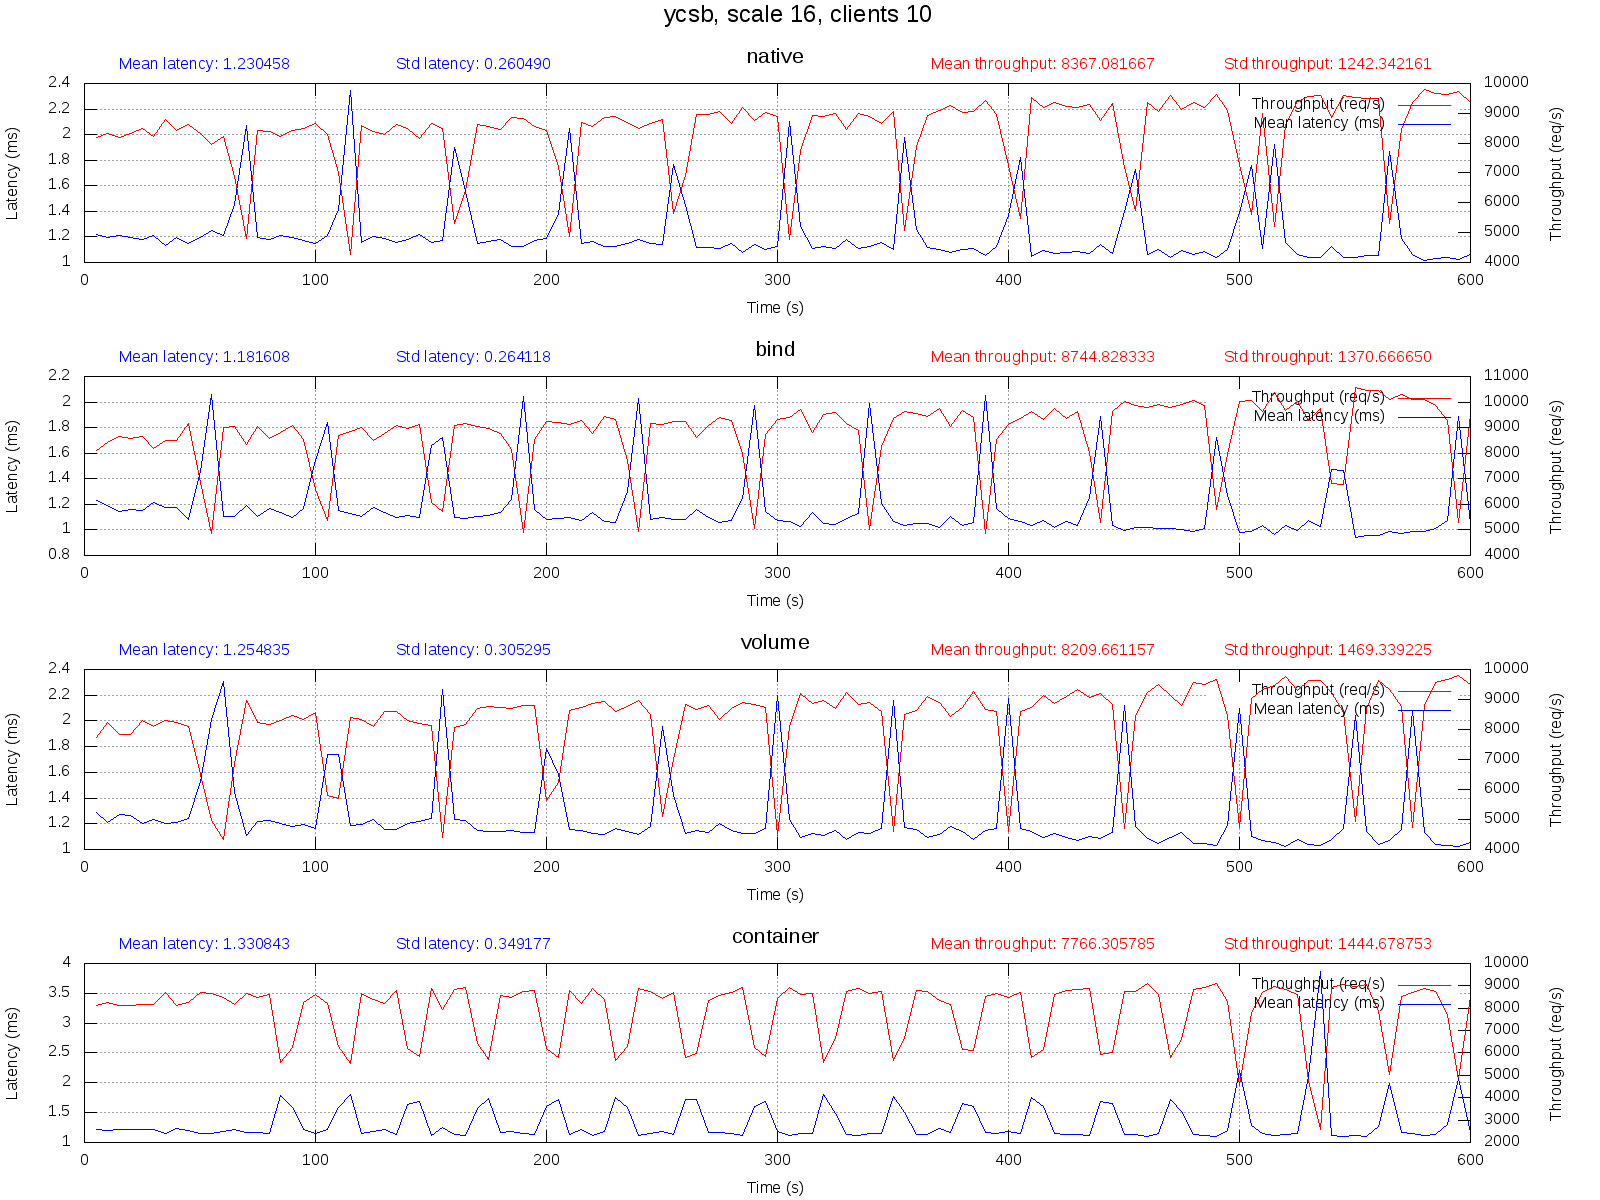 ycsb, scale 16, clients 10
native
Mean latency: 1.230458 Std latency: 0.260490 Mean throughput: 8367.081667 Std throughput: 1242.342161
Latency (ms)
2.4
2.2
2
1.8
1.6
1.4
1.2
1
Throughput (req/s)
Mean latency (ms)
10000
9000
8000
7000
6000
5000
4000
Throughput (req/s)
0 100 200 300 400 500 600
Time (s)
bind
Mean latency: 1.181608 Std latency: 0.264118 Mean throughput: 8744.828333 Std throughput: 1370.666650
Latency (ms)
2.2
2
1.8
1.6
1.4
1.2
1
0.8
Throughput (req/s)
Mean latency (ms)
11000
10000
9000
8000
7000
6000
5000
4000
Throughput (req/s)
0 100 200 300 400 500 600
Time (s)
volume
Mean latency: 1.254835 Std latency: 0.305295 Mean throughput: 8209.661157 Std throughput: 1469.339225
Latency (ms)
2.4
2.2
2
1.8
1.6
1.4
1.2
1
Throughput (req/s)
Mean latency (ms)
10000
9000
8000
7000
6000
5000
4000
Throughput (req/s)
0 100 200 300 400 500 600
Time (s)
container
Mean latency: 1.330843 Std latency: 0.349177 Mean throughput: 7766.305785 Std throughput: 1444.678753
Latency (ms)
4
3.5
3
2.5
2
1.5
1
Throughput (req/s)
Mean latency (ms)
10000
9000
8000
7000
6000
5000
4000
3000
2000
Throughput (req/s)
0 100 200 300 400 500 600
Time (s)